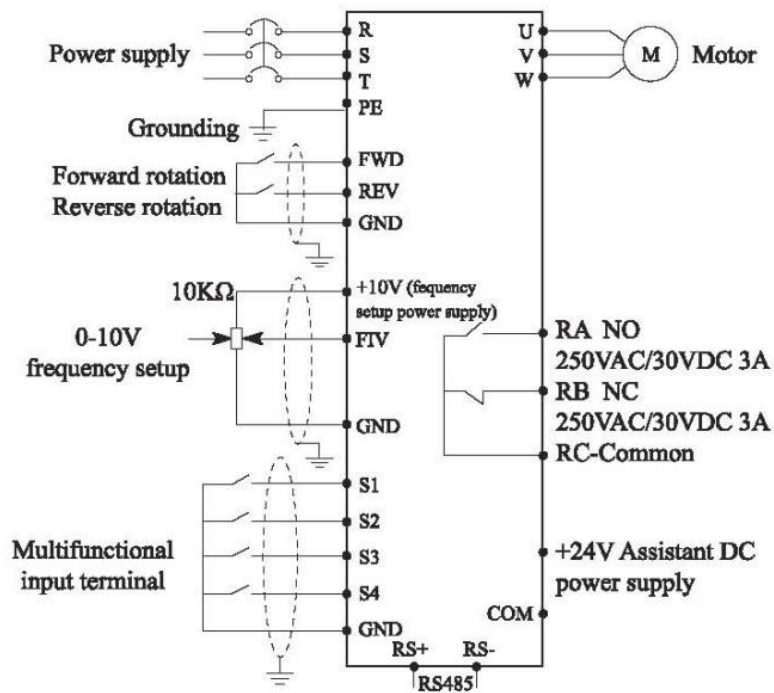 Power supply
R
S
T
PE
Grounding
U
V
W
M
Motor
Forward rotation
Reverse rotation
FWD
REV
GND
10KΩ
+10V (fequency
setup power supply)
0-10V
frequency setup
FIV
GND
RA NO
250VAC/30VDC 3A
RB NC
250VAC/30VDC 3A
RC-Common
Multifunctional
input terminal
S1
S2
S3
S4
GND
+24V Assistant DC
power supply
COM
RS+
RS-
RS485